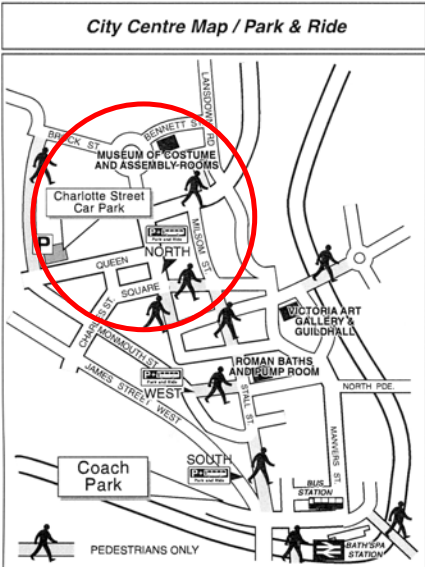 City Centre Map / Park & Ride
LANSDOWN RD
BENNETT ST
BROCK ST
MUSEUM OF COSTUME
AND ASSEMBLY ROOMS
Charlotte Street
Car Park
P
Park and Ride
NORTH
MILSOM ST.
QUEEN
SQUARE
CHARLES ST.
VICTORIA ART
GALLERY &
GUILDHALL
MONMOUTH ST.
JAMES STREET WEST
ROMAN BATHS
AND PUMP ROOM
Park and Ride
WEST
NORTH PDE.
STALL ST.
MANVERS ST.
SOUTH
Park and Ride
Coach
Park
BUS
STATION
BATH SPA
STATION
PEDESTRIANS ONLY